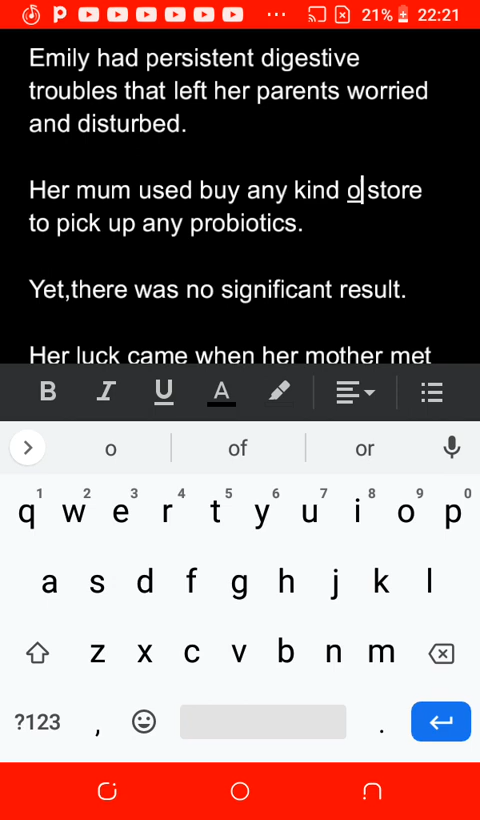 21% 22:21
Emily had persistent digestive
troubles that left her parents worried
and disturbed.
Her mum used buy any kind o store
to pick up any probiotics.
Yet,there was no significant result.
Her luck came when her mother met
B I U A
o of or
1 2 3 4 5 6 7 8 9 0
q w e r t y u i o p
a s d f g h j k l
z x c v b n m
?123 , .